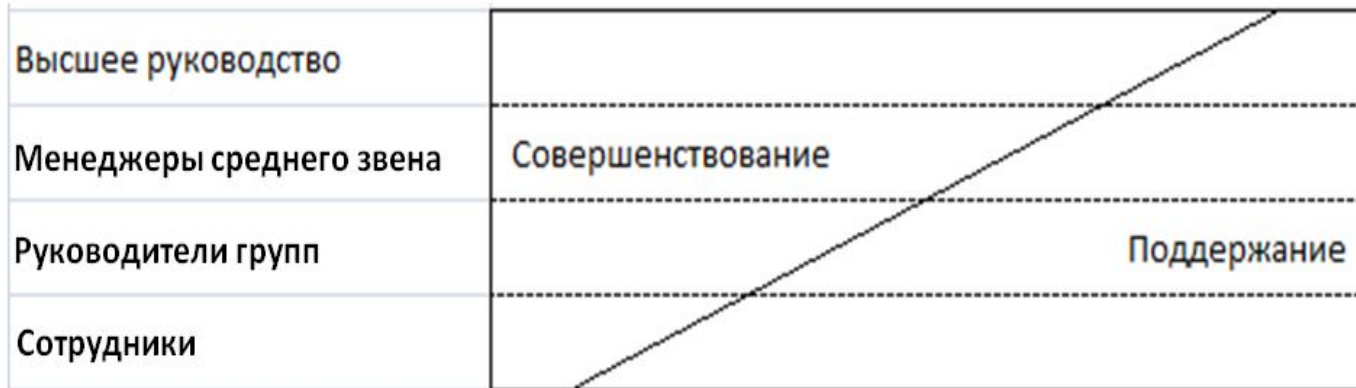 Высшее руководство
Менеджеры среднего звена
Совершенствование
Руководители групп
Поддержание
Сотрудники